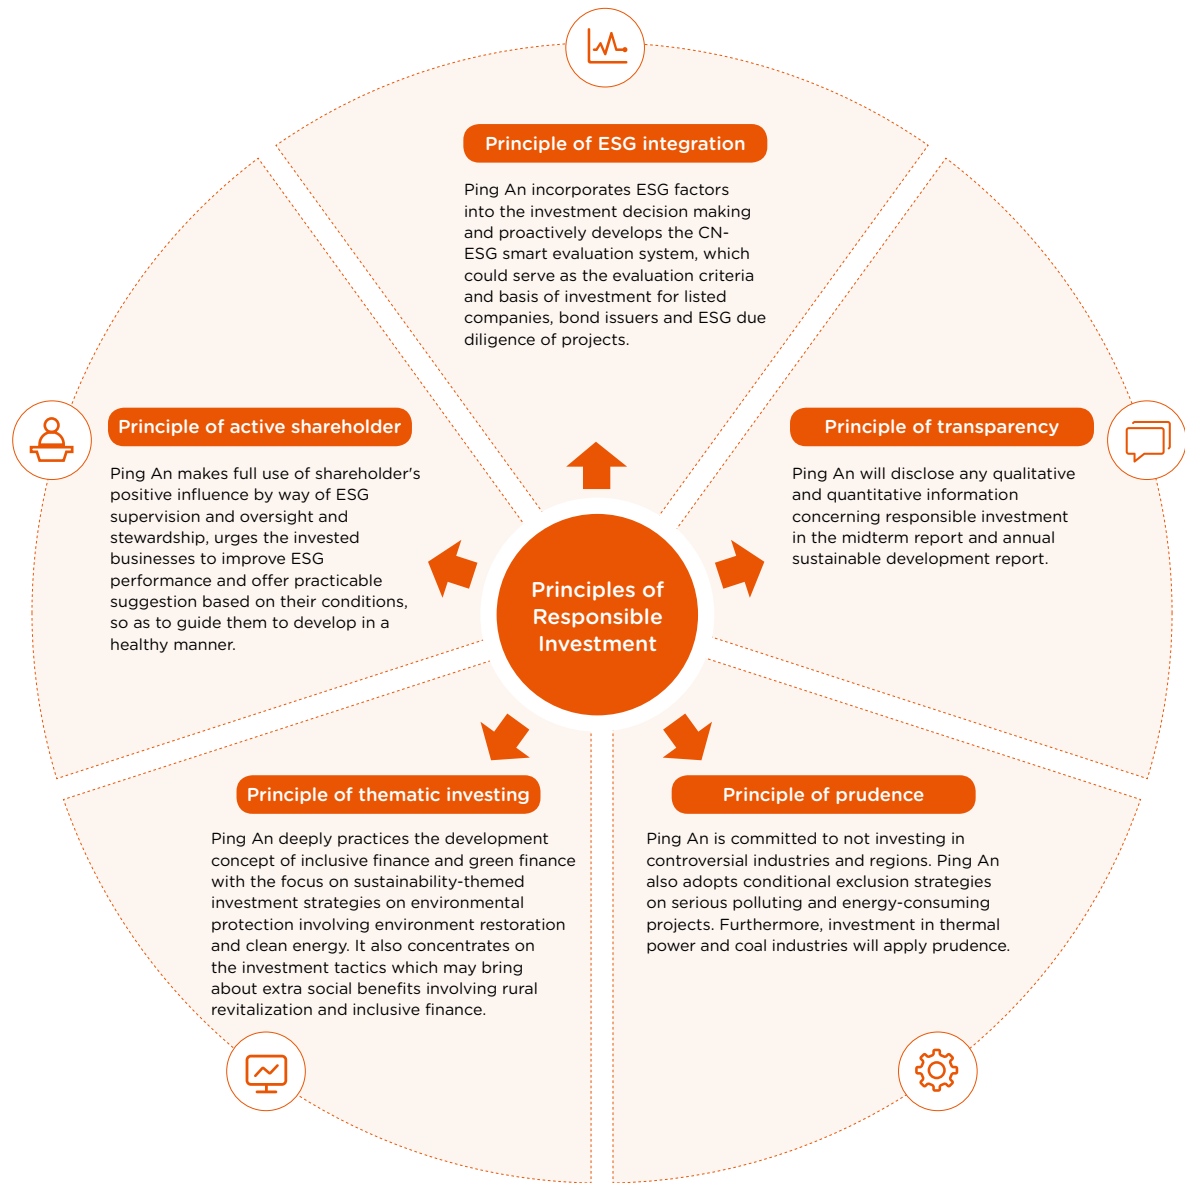 Principle of ESG integration
Ping An incorporates ESG factors
into the investment decision making
and proactively develops the CN-
ESG smart evaluation system, which
could serve as the evaluation criteria
and basis of investment for listed
companies, bond issuers and ESG due
diligence of projects.
Principle of active shareholder
Ping An makes full use of shareholder's
positive influence by way of ESG
supervision and oversight and
stewardship, urges the invested
businesses to improve ESG
performance and offer practicable
suggestion based on their conditions,
so as to guide them to develop in a
healthy manner.
Principle of transparency
Ping An will disclose any qualitative
and quantitative information
concerning responsible investment
in the midterm report and annual
sustainable development report.
Principles of
Responsible
Investment
Principle of thematic investing
Ping An deeply practices the development
concept of inclusive finance and green finance
with the focus on sustainability-themed
investment strategies on environmental
protection involving environment restoration
and clean energy. It also concentrates on
the investment tactics which may bring
about extra social benefits involving rural
revitalization and inclusive finance.
Principle of prudence
Ping An is committed to not investing in
controversial industries and regions. Ping An
also adopts conditional exclusion strategies
on serious polluting and energy-consuming
projects. Furthermore, investment in thermal
power and coal industries will apply prudence.